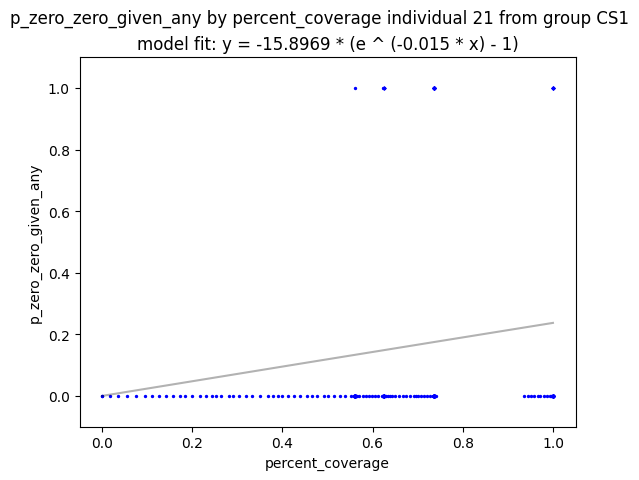 p_zero_zero_given_any by percent_coverage individual 21 from group CS1
model fit: y = -15.8969 * (e ^ (-0.015 * x) - 1)
1.0
0.8
0.6
0.4
0.2
0.0
p_zero_zero_given_any
0.0 0.2 0.4 0.6 0.8 1.0
percent_coverage